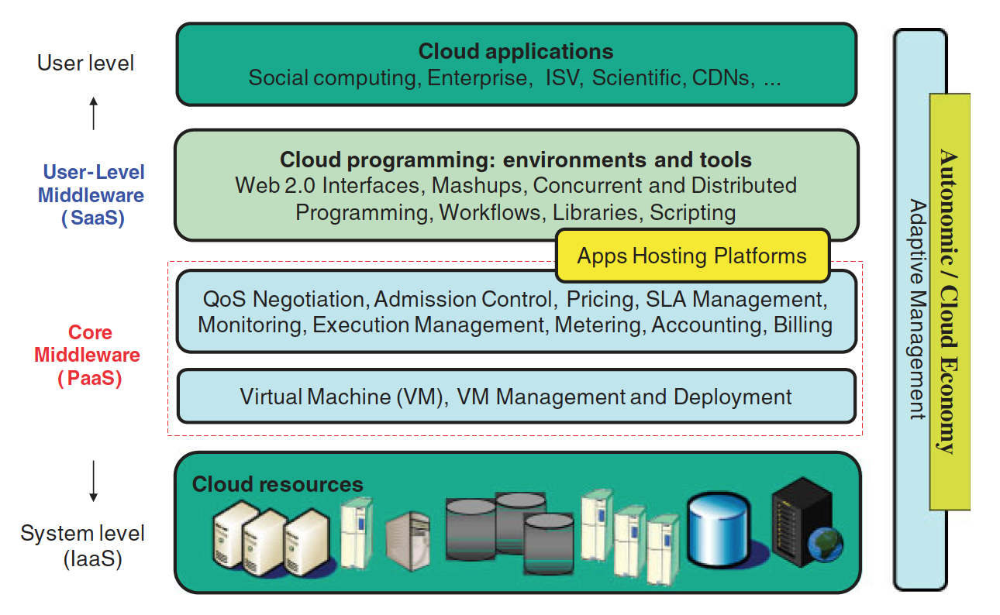 User level
Cloud applications
Social computing, Enterprise, ISV, Scientific, CDNs, ...
User-Level
Middleware
(SaaS)
Cloud programming: environments and tools
Web 2.0 Interfaces, Mashups, Concurrent and Distributed
Programming, Workflows, Libraries, Scripting
Apps Hosting Platforms
Core
Middleware
(PaaS)
QoS Negotiation, Admission Control, Pricing, SLA Management,
Monitoring, Execution Management, Metering, Accounting, Billing
Virtual Machine (VM), VM Management and Deployment
System level
(IaaS)
Cloud resources
Adaptive Management
Autonomic / Cloud Economy